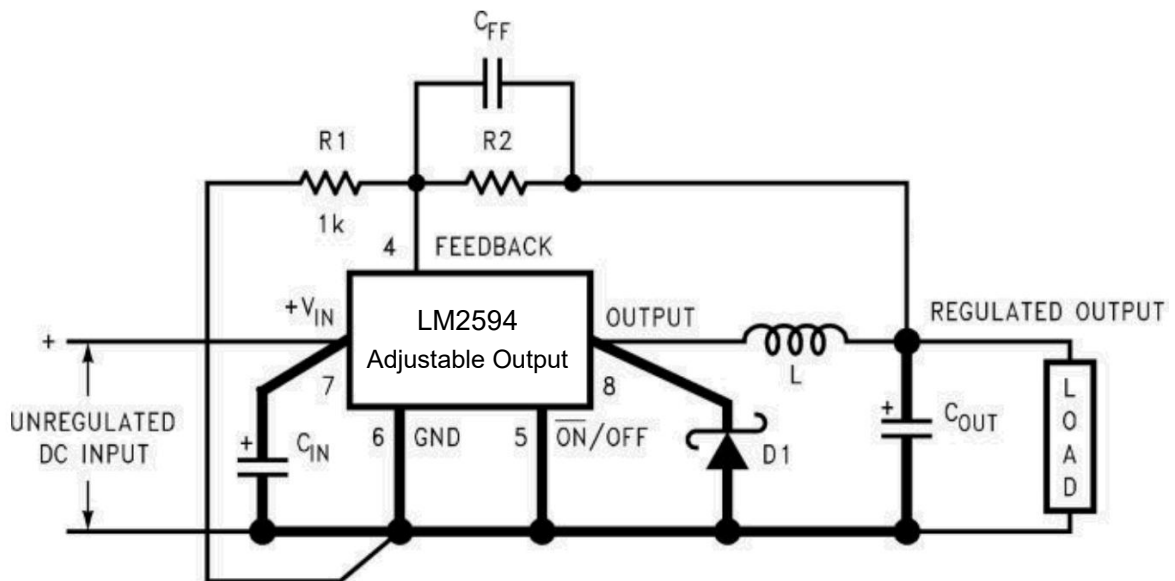 C_FF
R1
R2
1k
4 FEEDBACK
+V_IN
LM2594
Adjustable Output
OUTPUT
REGULATED OUTPUT
+
7
8
L
UNREGULATED
DC INPUT
+
C_IN
6 GND
5 ON/OFF
D1
+
C_OUT
LOAD